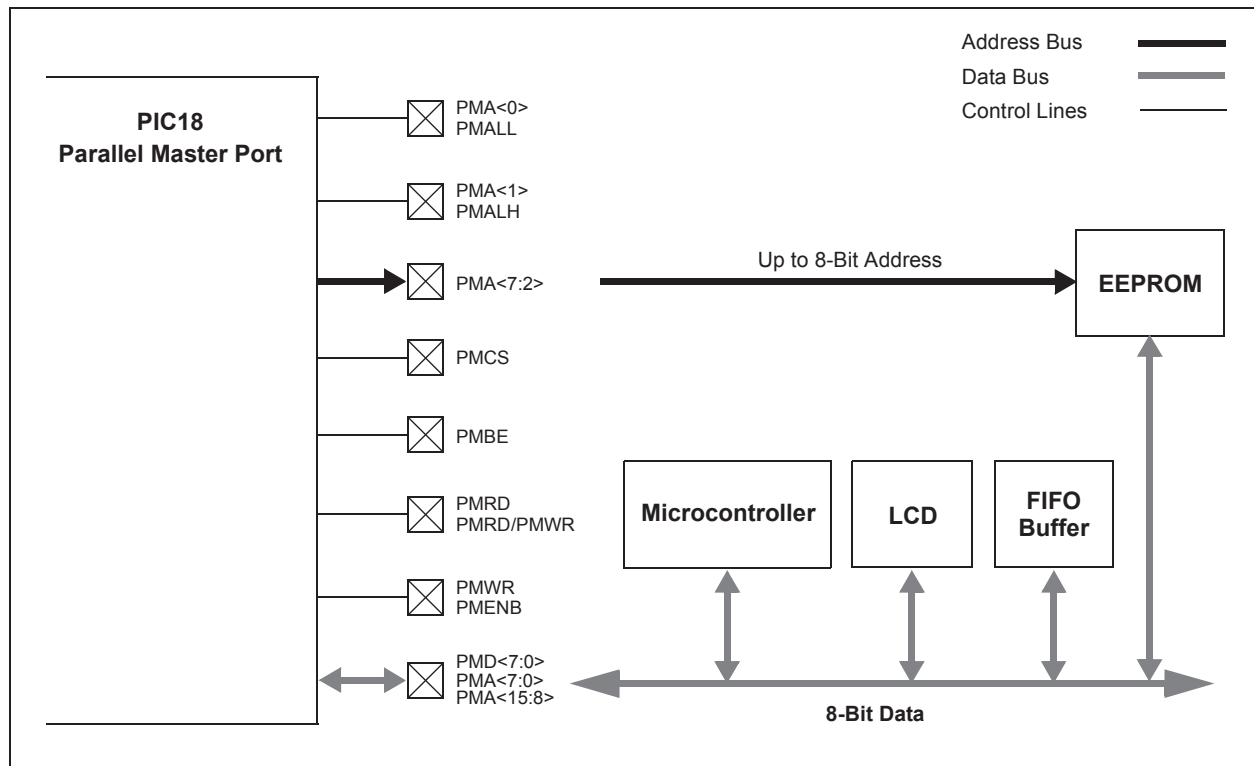 Address Bus
Data Bus
Control Lines
PIC18
Parallel Master Port
PMA<0>
PMALL
PMA<1>
PMALH
PMA<7:2>
Up to 8-Bit Address
EEPROM
PMCS
PMBE
PMRD
PMRD/PMWR
Microcontroller
LCD
FIFO
Buffer
PMWR
PMENB
PMD<7:0>
PMA<7:0>
PMA<15:8>
8-Bit Data